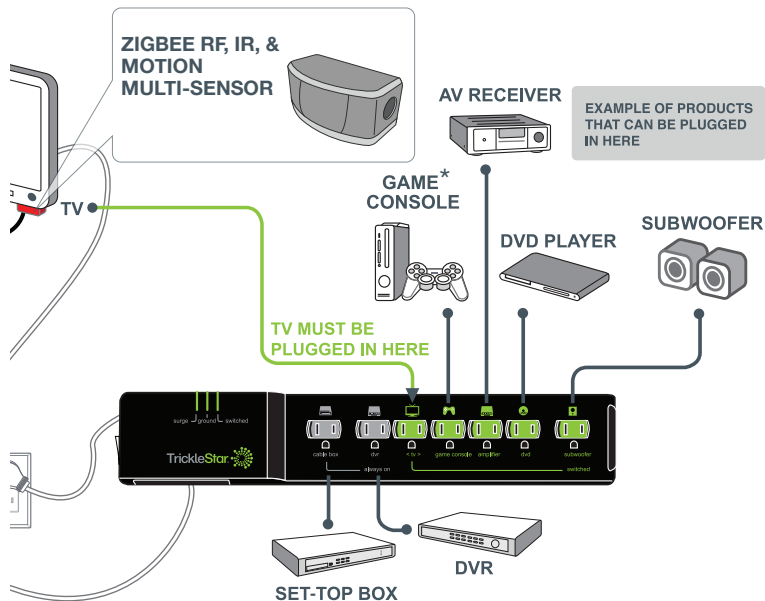 ZIGBEE RF, IR, &
MOTION
MULTI-SENSOR
AV RECEIVER
EXAMPLE OF PRODUCTS
THAT CAN BE PLUGGED
IN HERE
TV
GAME*
CONSOLE
DVD PLAYER
SUBWOOFER
TV MUST BE
PLUGGED IN HERE
surge ground switched
TrickleStar
cable box dvr < tv > game console amplifier dvd subwoofer
always on switched
SET-TOP BOX
DVR